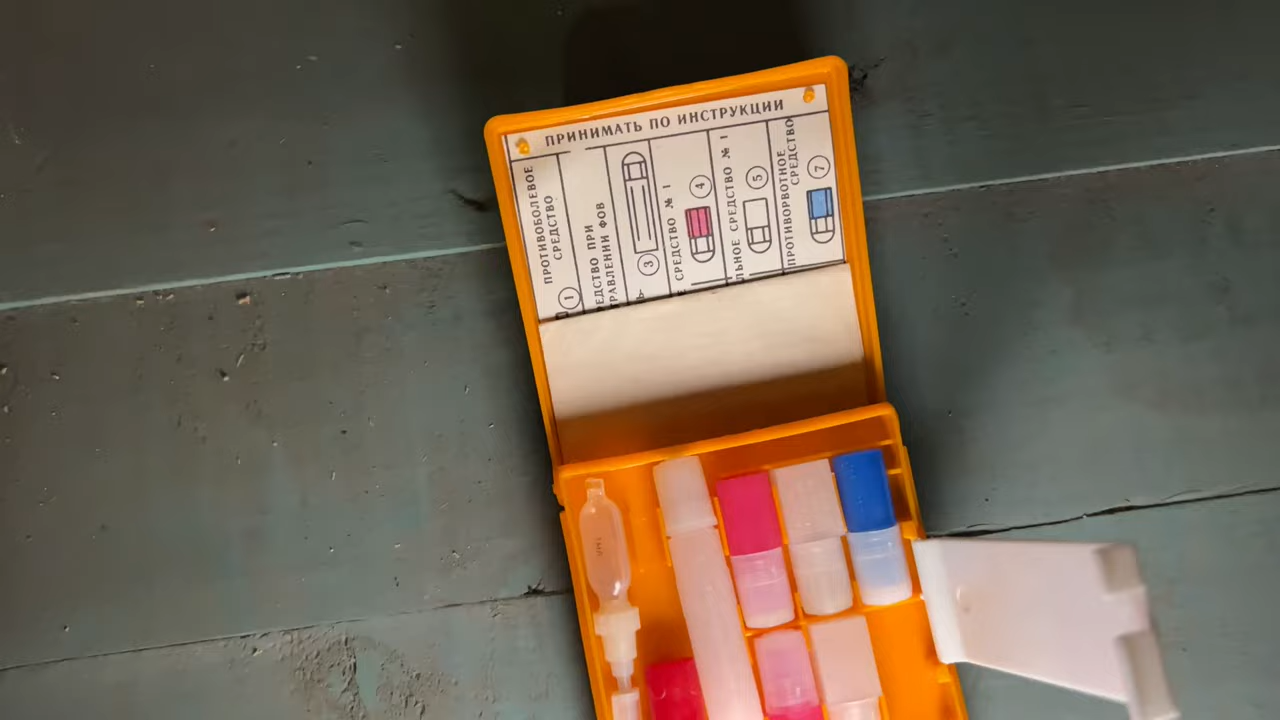 ПРИНИМАТЬ ПО ИНСТРУКЦИИ
ПРОТИВОБОЛЕВОЕ
СРЕДСТВО
1
ЕДСТВО ПРИ
РАВЛЕНИИ ФОВ
3
СРЕДСТВО № 1
4
ЛЬНОЕ СРЕДСТВО № 1
5
ПРОТИВОРВОТНОЕ
СРЕДСТВО
7